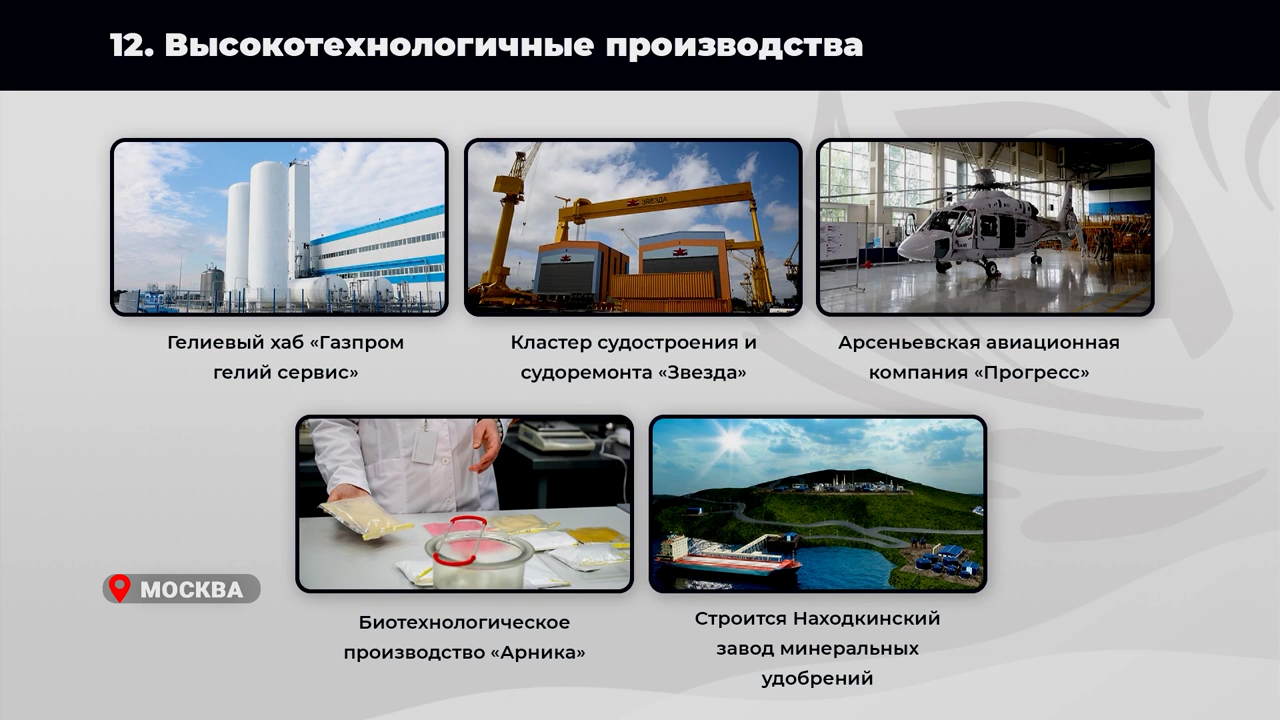 12. Высокотехнологичные производства
ЗВЕЗДА
Гелиевый хаб «Газпром
гелий сервис»
Кластер судостроения и
судоремонта «Звезда»
Арсеньевская авиационная
компания «Прогресс»
МОСКВА
Биотехнологическое
производство «Арника»
Строится Находкинский
завод минеральных
удобрений